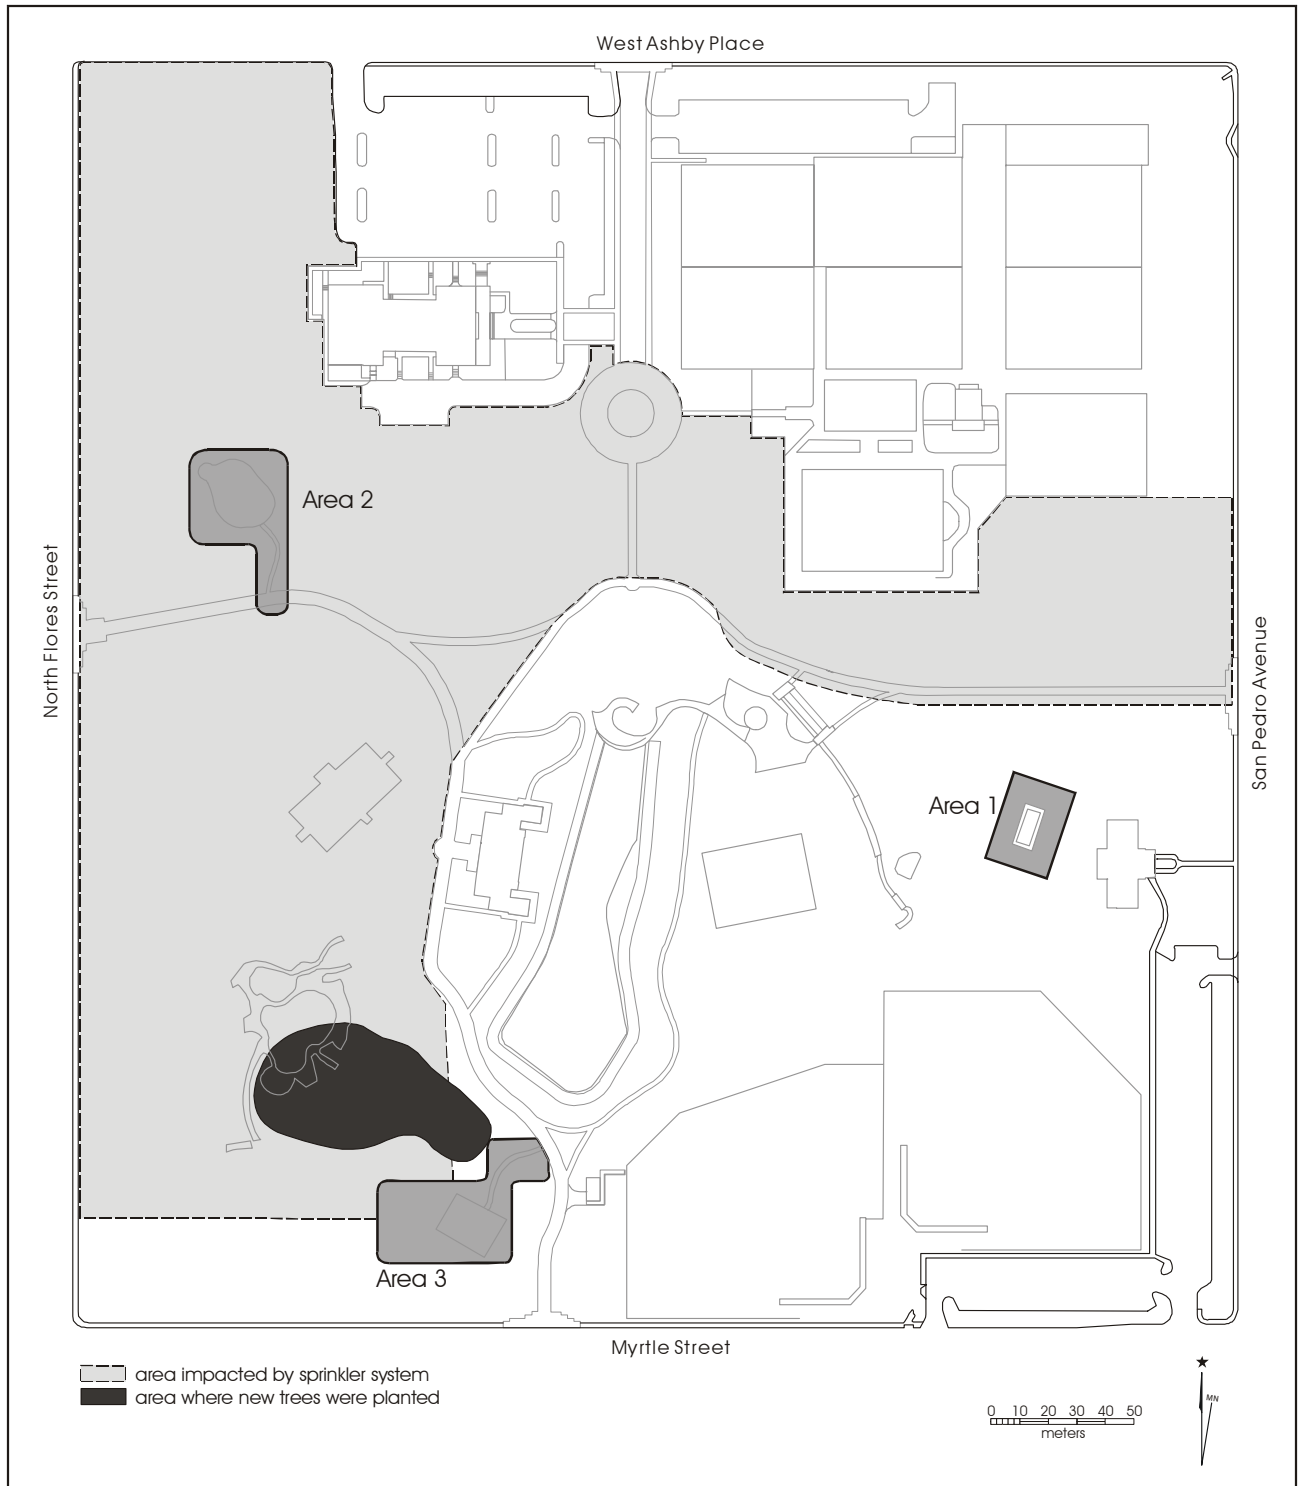 West Ashby Place
Area 2
North Flores Street
San Pedro Avenue
Area 1
Area 3
Myrtle Street
area impacted by sprinkler system
area where new trees were planted
0 10 20 30 40 50
meters
MN